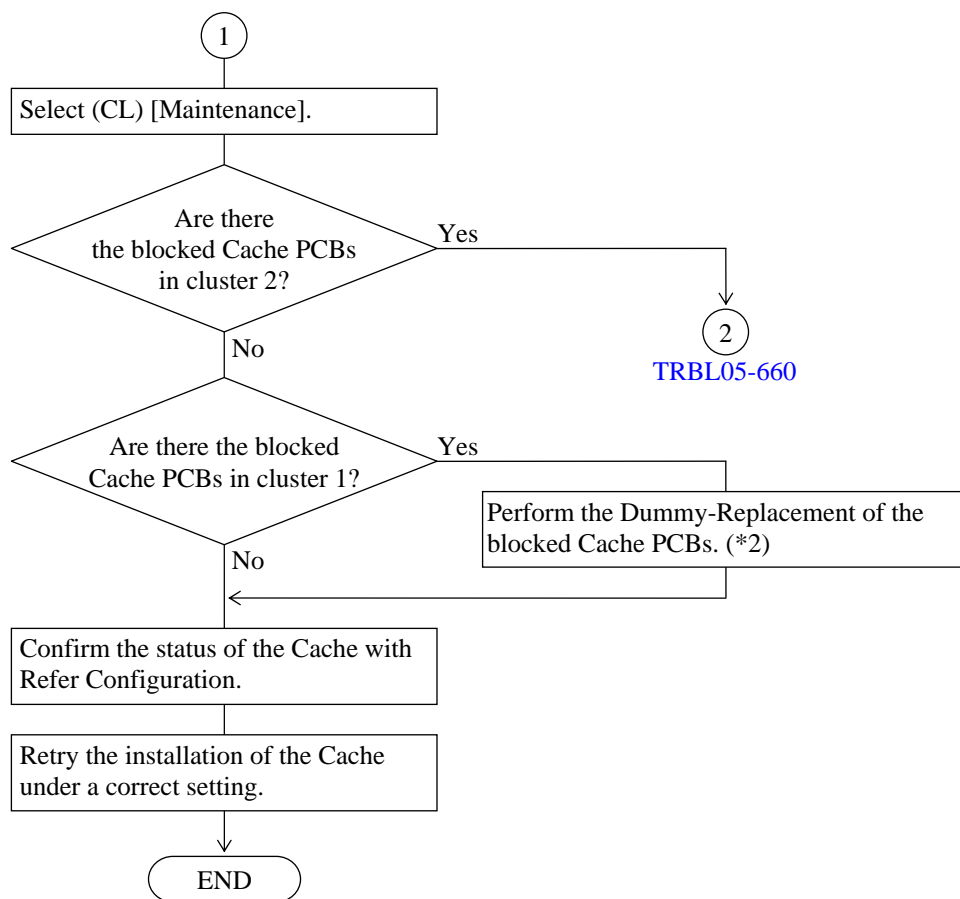 1
Select (CL) [Maintenance].
Are there
the blocked Cache PCBs
in cluster 2?
Yes
No
2
TRBL05-660
Are there the blocked
Cache PCBs in cluster 1?
Yes
Perform the Dummy-Replacement of the
blocked Cache PCBs. (*2)
No
Confirm the status of the Cache with
Refer Configuration.
Retry the installation of the Cache
under a correct setting.
END